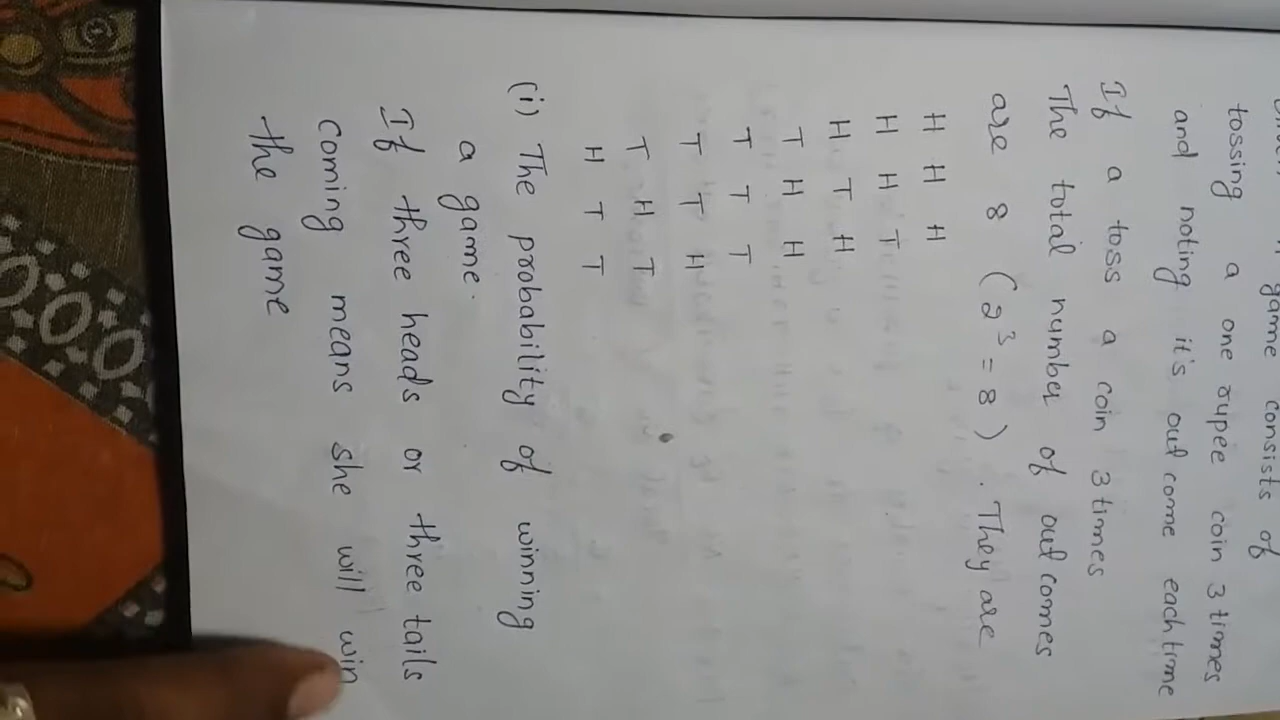 game consists of
tossing a one rupee coin 3 times
and noting it's out come each time
If a toss a coin 3 times
The total number of out comes
are 8 (2³ = 8). They are
H H H
H H T
H T H
T H H
T T T
T T H
T H T
H T T
(i) The probability of winning
a game.
If three heads or three tails
coming means she will win
the game